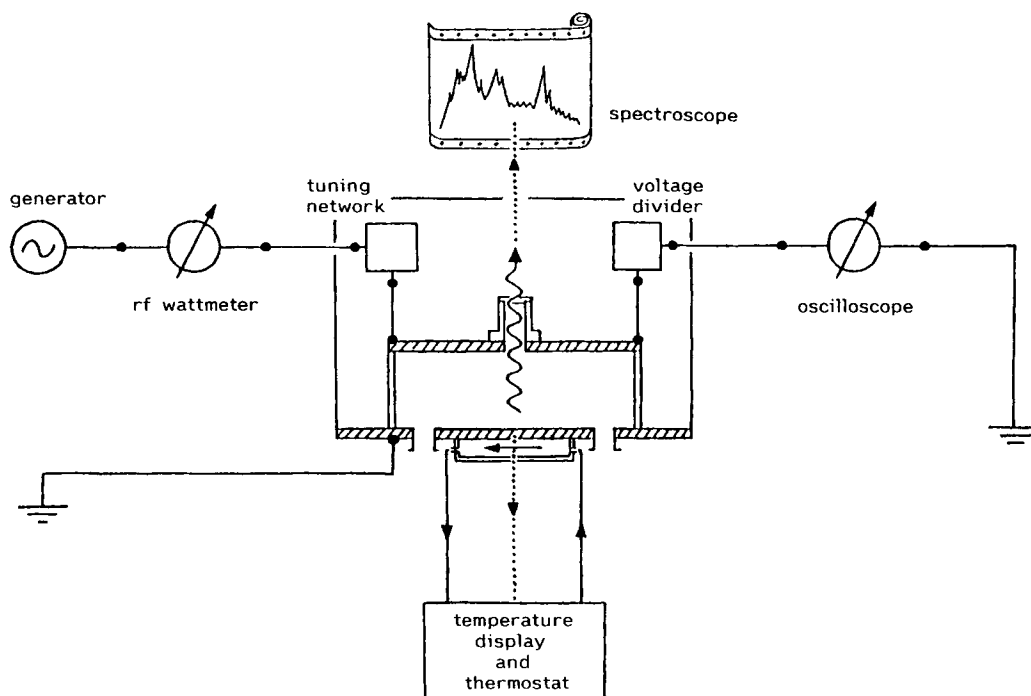 spectroscope
generator
tuning
network
voltage
divider
rf wattmeter
oscilloscope
temperature
display
and
thermostat